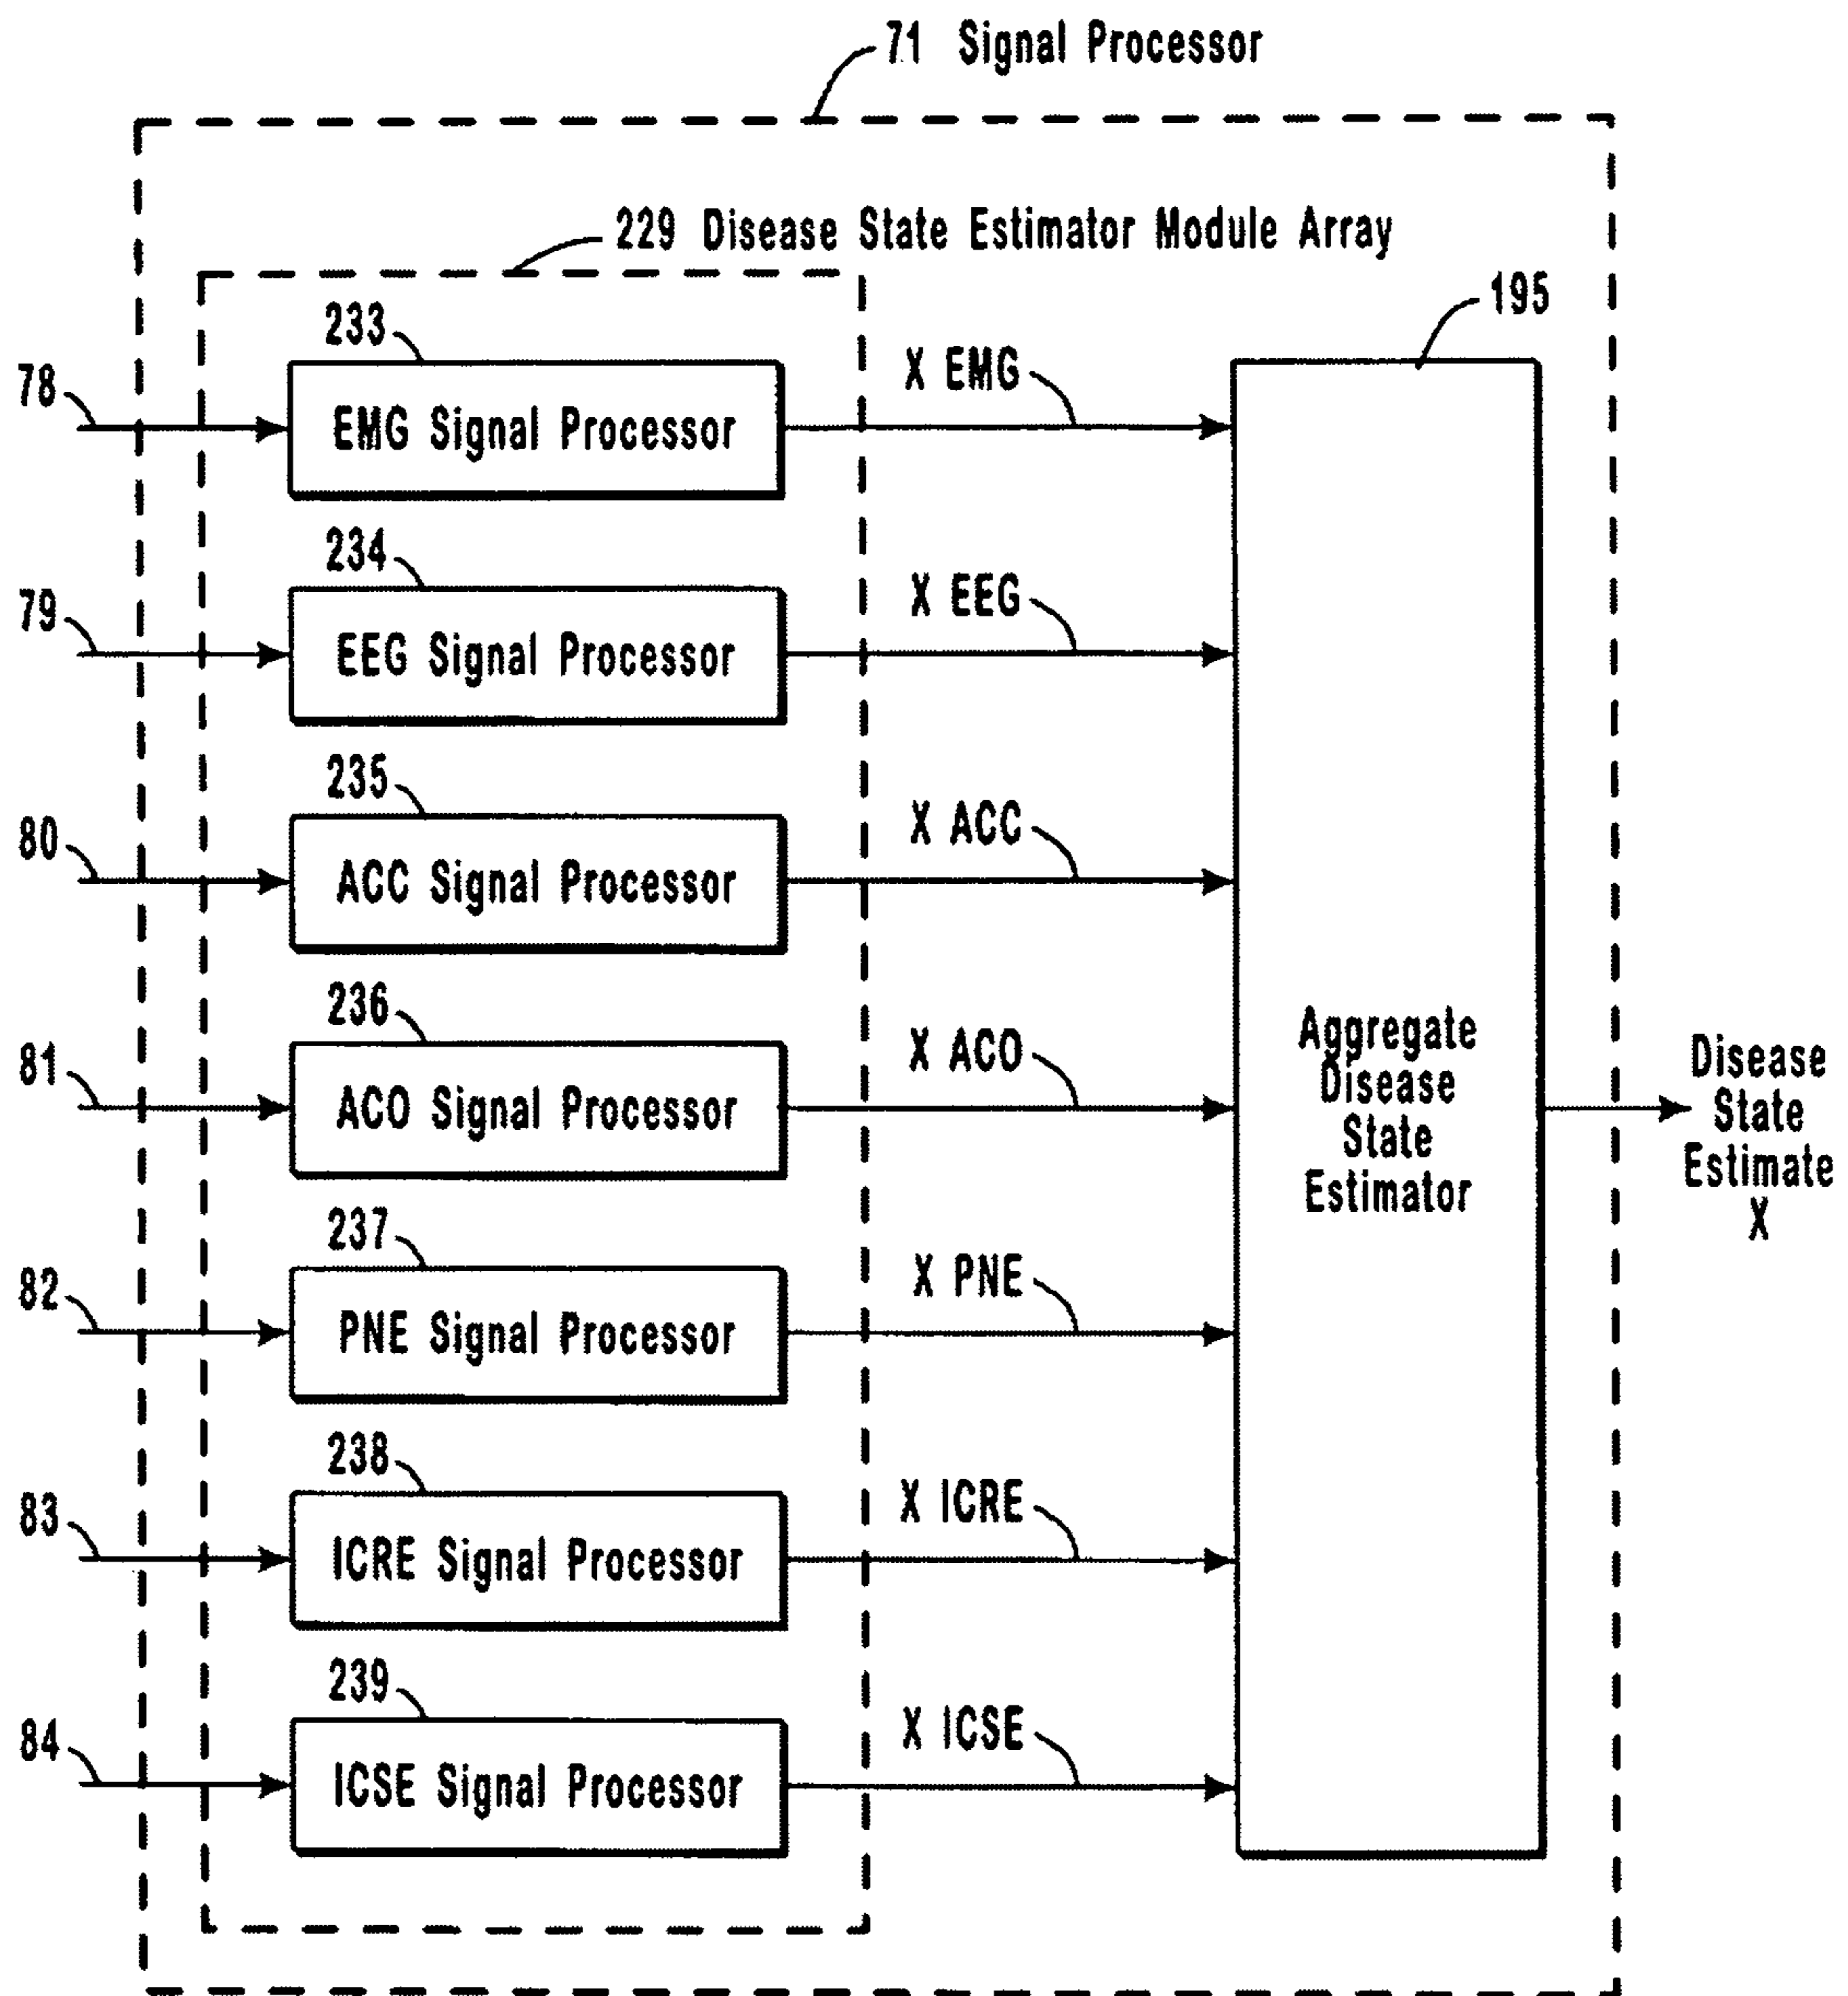 71 Signal Processor
229 Disease State Estimator Module Array
195
233
78
EMG Signal Processor
X EMG
234
79
EEG Signal Processor
X EEG
235
80
ACC Signal Processor
X ACC
236
81
ACO Signal Processor
X ACO
Aggregate
Disease
State
Estimator
Disease
State
Estimate
X
237
82
PNE Signal Processor
X PNE
238
83
ICRE Signal Processor
X ICRE
239
84
ICSE Signal Processor
X ICSE